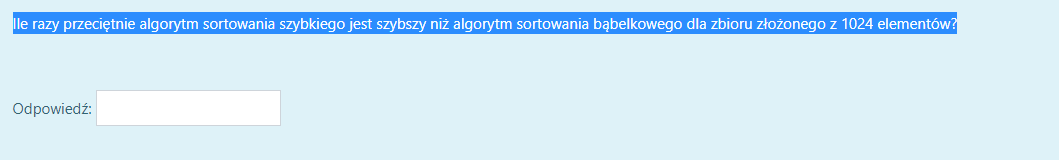 Ile razy przeciętnie algorytm sortowania szybkiego jest szybszy niż algorytm sortowania bąbelkowego dla zbioru złożonego z 1024 elementów?
Odpowiedź: